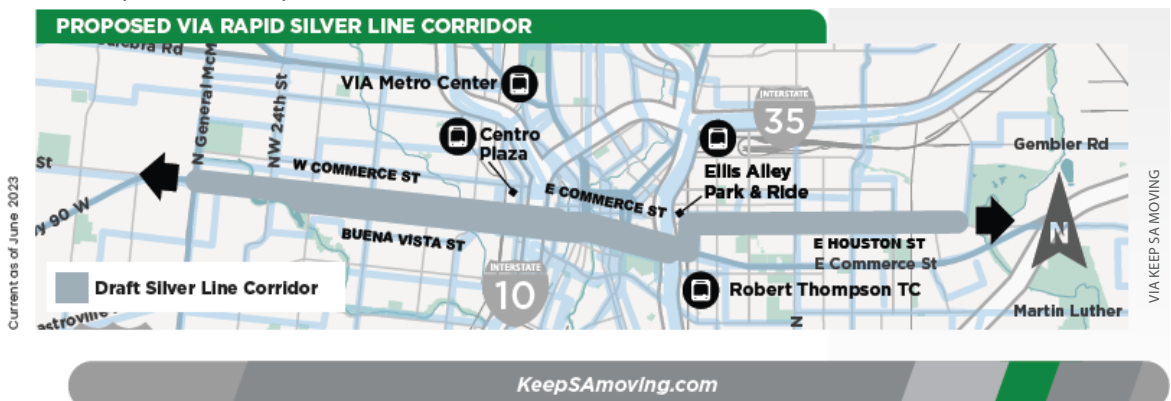 PROPOSED VIA RAPID SILVER LINE CORRIDOR
N General McM
NW 24th St
VIA Metro Center
Centro
Plaza
INTERSTATE
35
Gembler Rd
St
W COMMERCE ST
E COMMERCE ST
Ellis Alley
Park & Ride
y 90 W
BUENA VISTA ST
E HOUSTON ST
E Commerce St
N
INTERSTATE
10
Draft Silver Line Corridor
Robert Thompson TC
Martin Luther
N
Current as of June 2023
VIA KEEP SA MOVING
KeepSAmoving.com